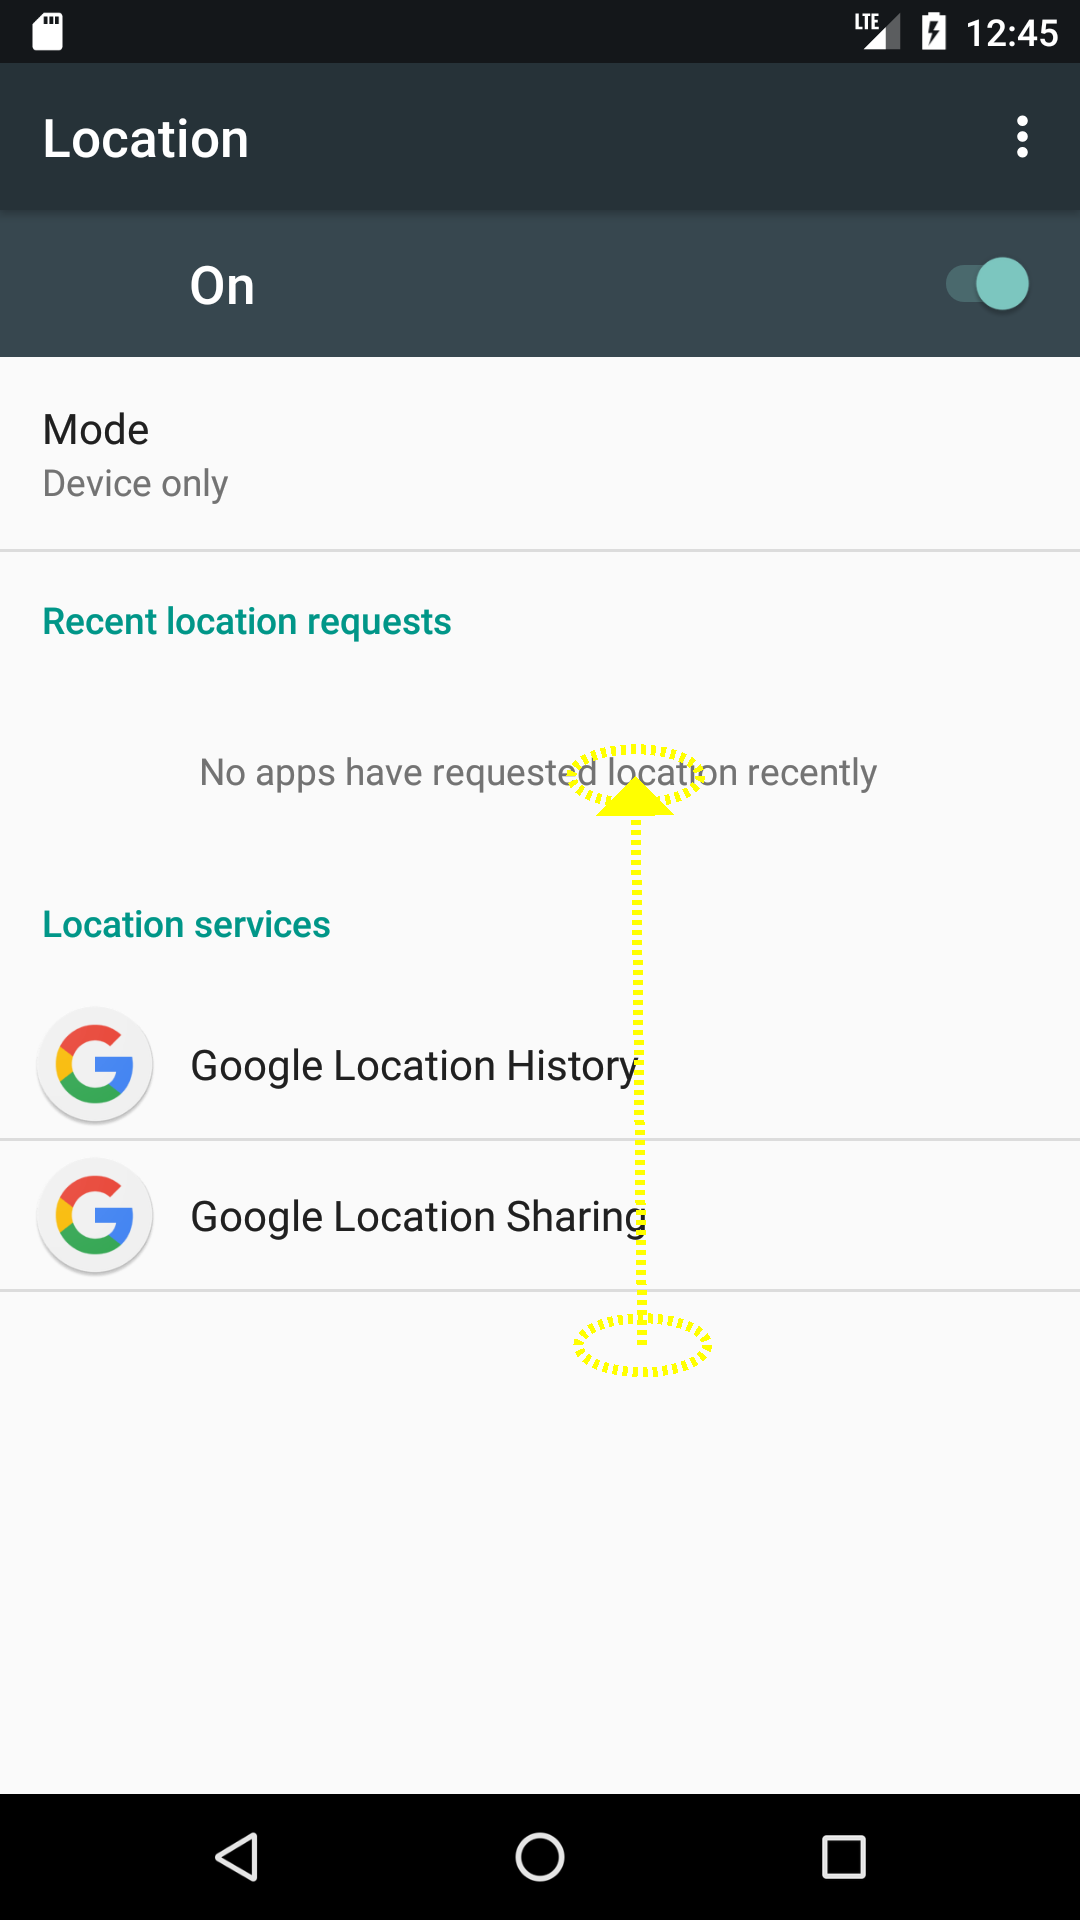 LTE 12:45
Location
On
Mode
Device only
Recent location requests
No apps have requested location recently
Location services
Google Location History
Google Location Sharing